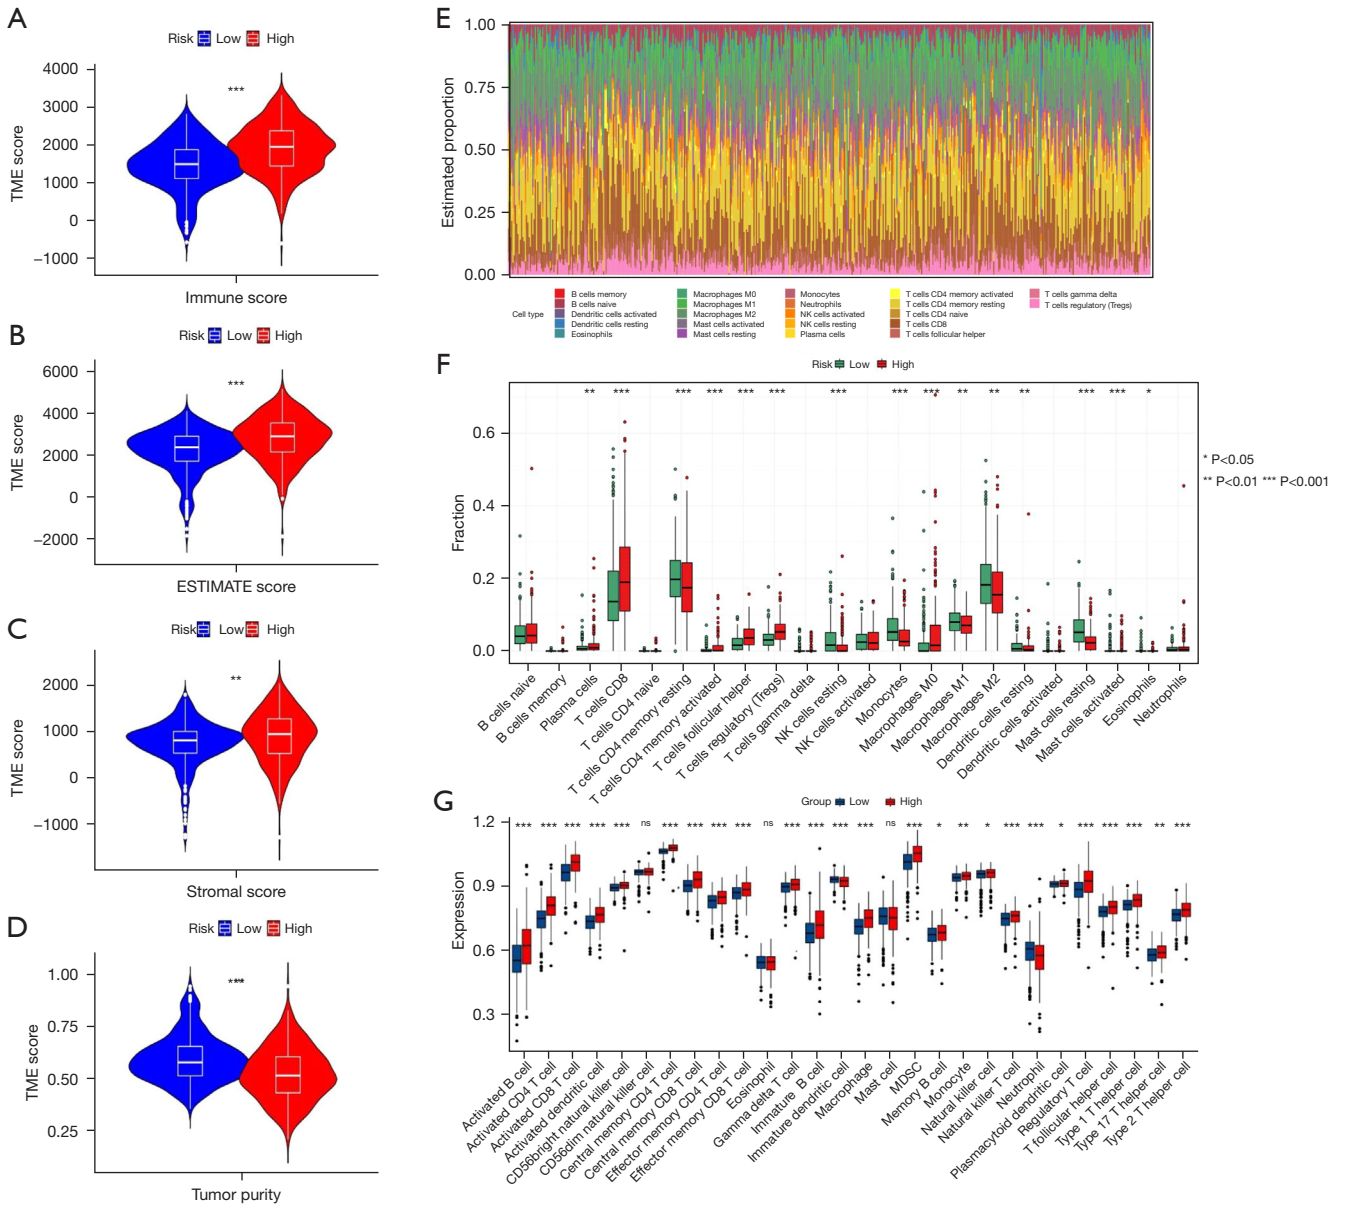 A
Risk Low High
4000
3000
2000
1000
0
−1000
TME score
***
Immune score
B
Risk Low High
6000
4000
2000
0
−2000
TME score
***
ESTIMATE score
C
Risk Low High
2000
1000
0
−1000
TME score
**
Stromal score
D
Risk Low High
1.00
0.75
0.50
0.25
TME score
***
Tumor purity
E
1.00
0.75
0.50
0.25
0.00
Estimated proportion
Cell type
B cells memory
B cells naive
Dendritic cells activated
Dendritic cells resting
Eosinophils
Macrophages M0
Macrophages M1
Macrophages M2
Mast cells activated
Mast cells resting
Monocytes
Neutrophils
NK cells activated
NK cells resting
Plasma cells
T cells CD4 memory activated
T cells CD4 memory resting
T cells CD4 naive
T cells CD8
T cells follicular helper
T cells gamma delta
T cells regulatory (Tregs)
F
Risk Low High
** *** *** *** *** *** *** *** *** ** ** ** *** *** *
0.6
0.4
0.2
0.0
Fraction
* P<0.05
** P<0.01 *** P<0.001
B cells naive
B cells memory
Plasma cells
T cells CD8
T cells CD4 naive
T cells CD4 memory resting
T cells CD4 memory activated
T cells follicular helper
T cells regulatory (Tregs)
T cells gamma delta
NK cells resting
NK cells activated
Monocytes
Macrophages M0
Macrophages M1
Macrophages M2
Dendritic cells resting
Dendritic cells activated
Mast cells resting
Mast cells activated
Eosinophils
Neutrophils
G
Group Low High
*** *** *** *** *** ns *** *** *** *** ns *** *** *** *** ns *** * ** * *** *** * *** *** *** ** ***
1.2
0.9
0.6
0.3
Expression
Activated B cell
Activated CD4 T cell
Activated CD8 T cell
Activated dendritic cell
CD56bright natural killer cell
CD56dim natural killer cell
Central memory CD4 T cell
Central memory CD8 T cell
Effector memory CD4 T cell
Effector memory CD8 T cell
Eosinophil
Gamma delta T cell
Immature B cell
Immature dendritic cell
Macrophage
Mast cell
MDSC
Memory B cell
Monocyte
Natural killer cell
Natural killer T cell
Neutrophil
Plasmacytoid dendritic cell
Regulatory T cell
T follicular helper cell
Type 1 T helper cell
Type 17 T helper cell
Type 2 T helper cell